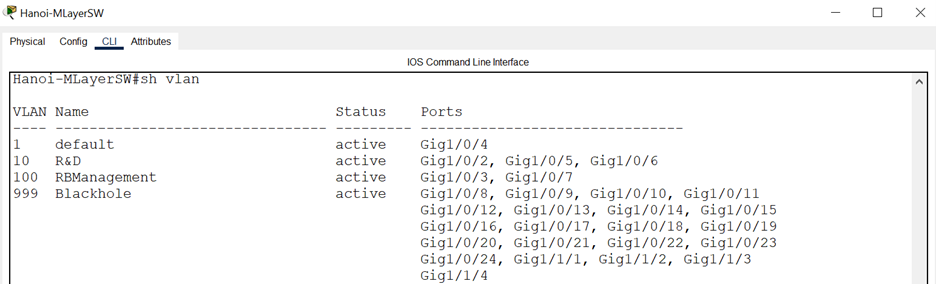 Hanoi-MLayerSW
Physical Config CLI Attributes
IOS Command Line Interface
Hanoi-MLayerSW#sh vlan
VLAN Name Status Ports
---- -------------------------------- --------- -------------------------------
1 default active Gig1/0/4
10 R&D active Gig1/0/2, Gig1/0/5, Gig1/0/6
100 RBManagement active Gig1/0/3, Gig1/0/7
999 Blackhole active Gig1/0/8, Gig1/0/9, Gig1/0/10, Gig1/0/11
Gig1/0/12, Gig1/0/13, Gig1/0/14, Gig1/0/15
Gig1/0/16, Gig1/0/17, Gig1/0/18, Gig1/0/19
Gig1/0/20, Gig1/0/21, Gig1/0/22, Gig1/0/23
Gig1/0/24, Gig1/1/1, Gig1/1/2, Gig1/1/3
Gig1/1/4